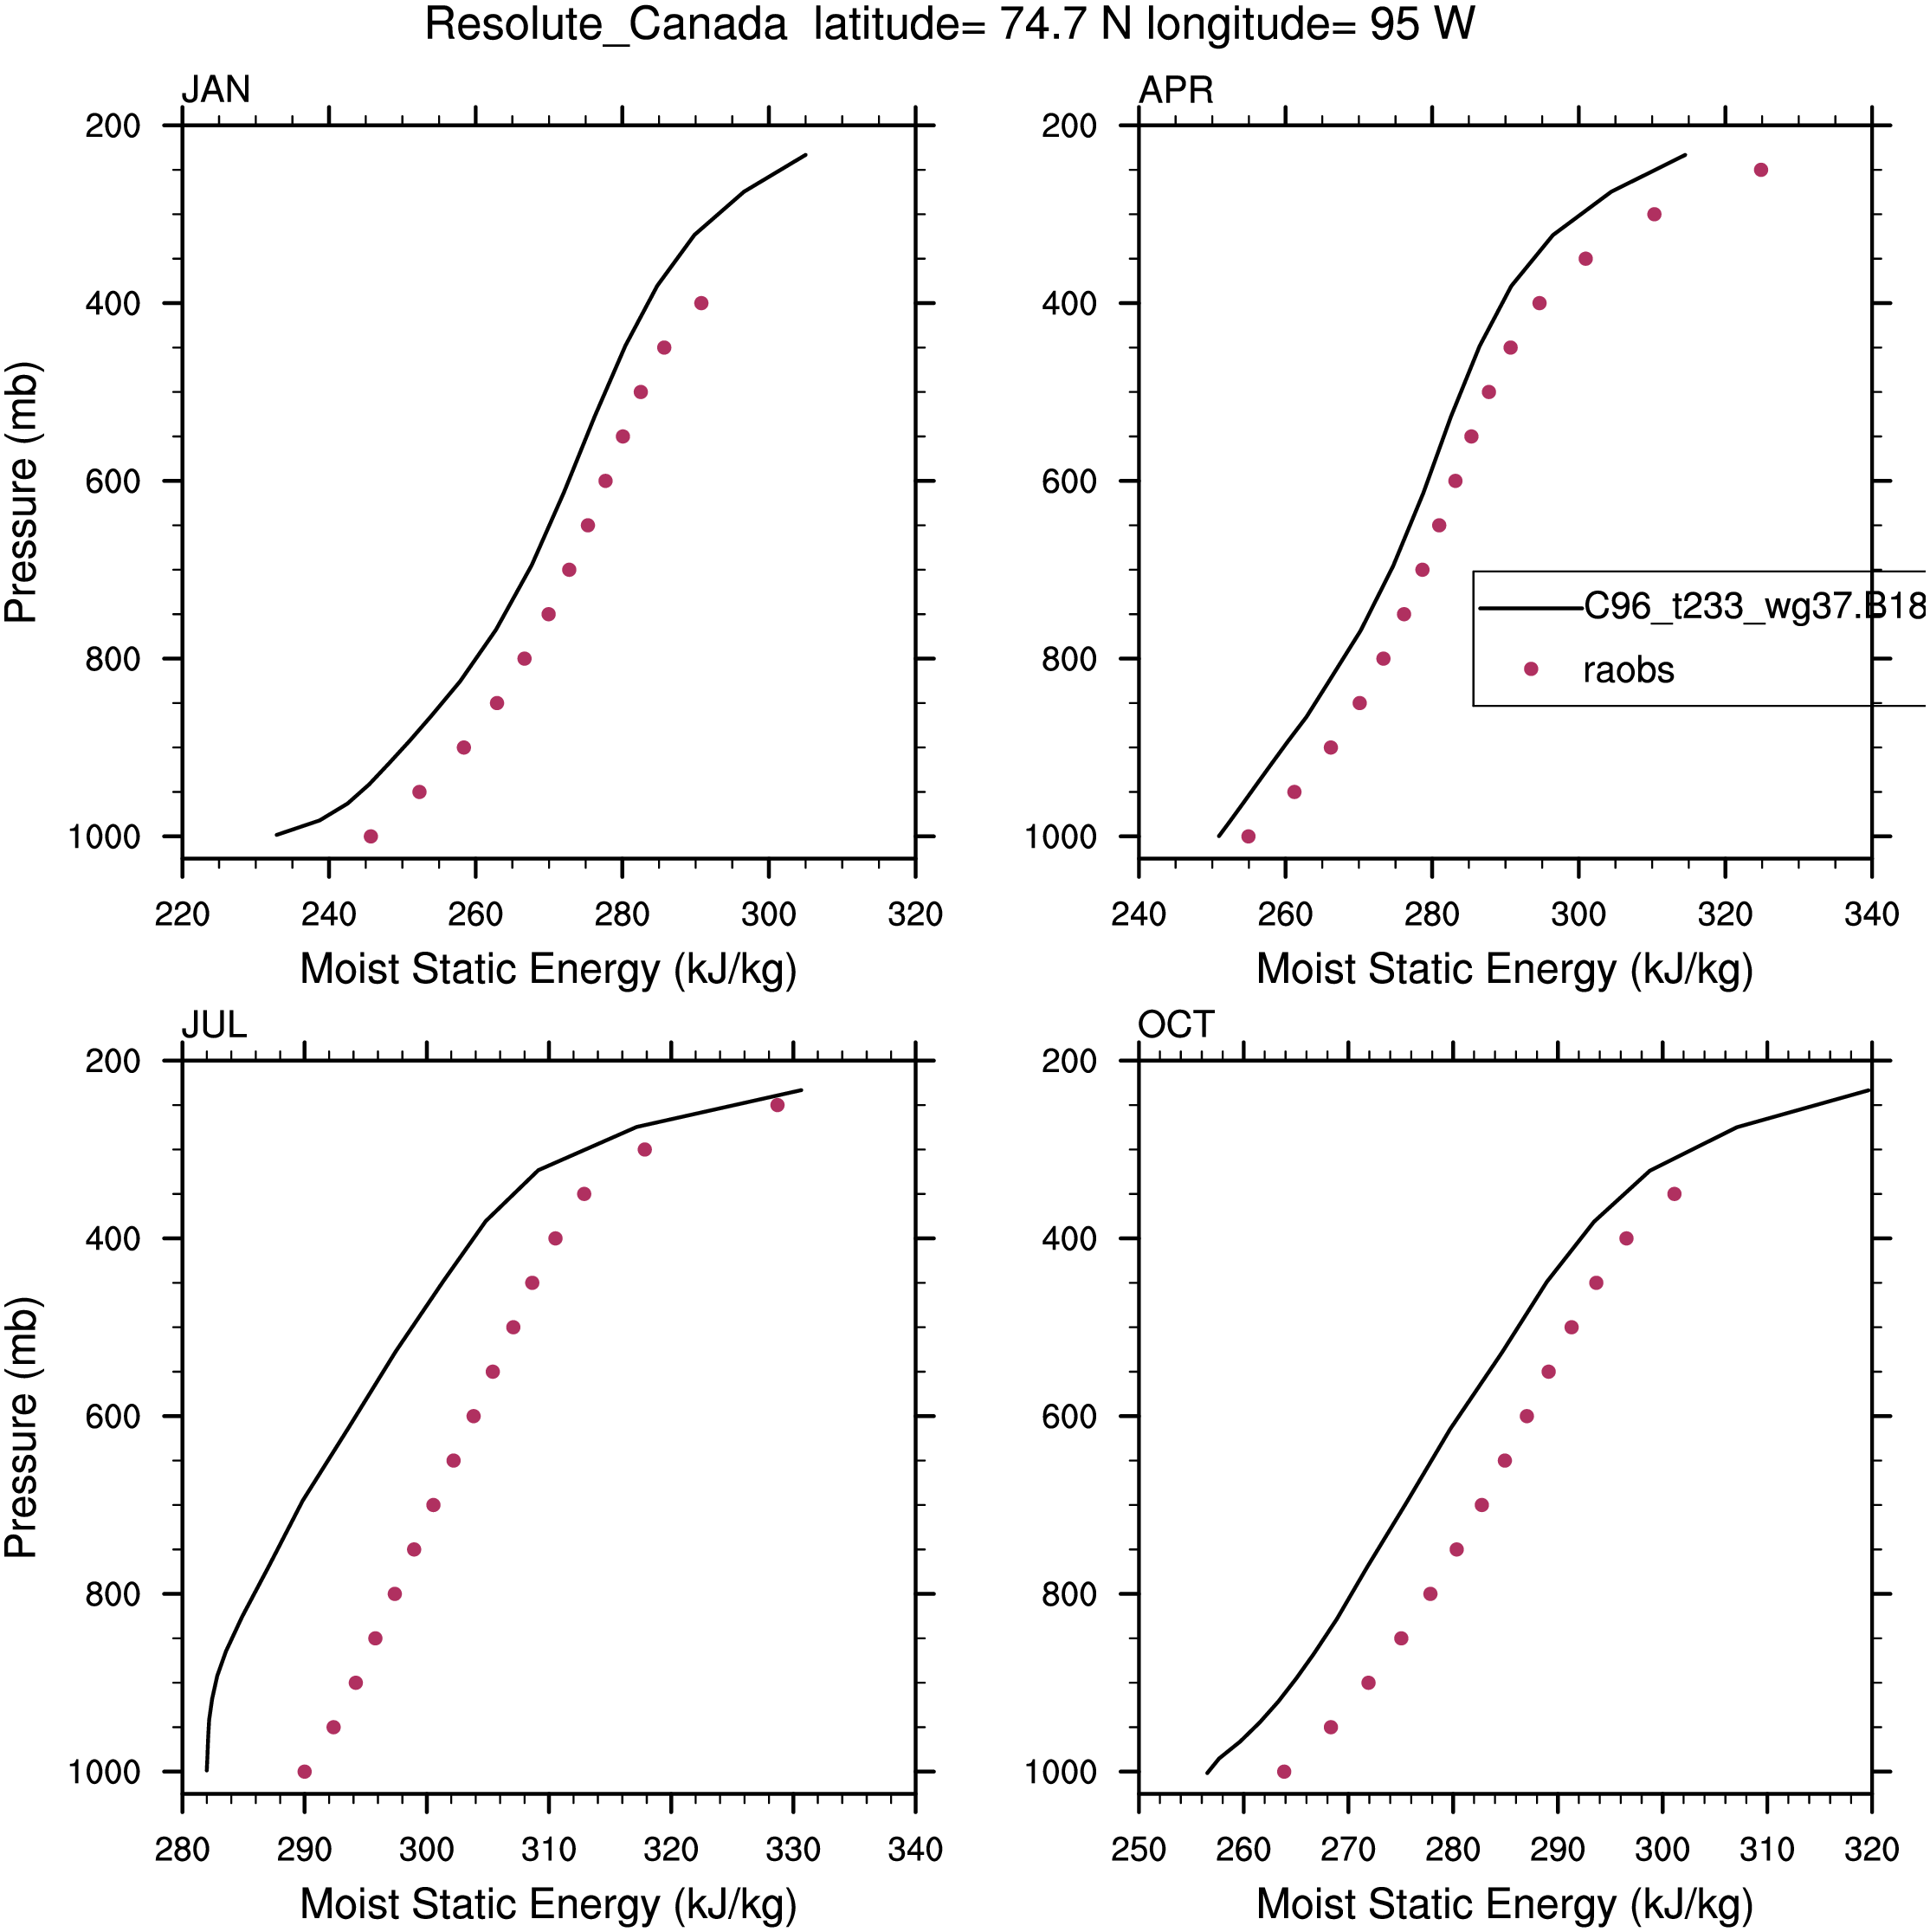 Resolute_Canada latitude= 74.7 N longitude= 95 W
JAN
200
400
600
800
1000
Pressure (mb)
220 240 260 280 300 320
Moist Static Energy (kJ/kg)
APR
200
400
600
800
1000
C96_t233_wg37.B18
raobs
240 260 280 300 320 340
Moist Static Energy (kJ/kg)
JUL
200
400
600
800
1000
Pressure (mb)
280 290 300 310 320 330 340
Moist Static Energy (kJ/kg)
OCT
200
400
600
800
1000
250 260 270 280 290 300 310 320
Moist Static Energy (kJ/kg)